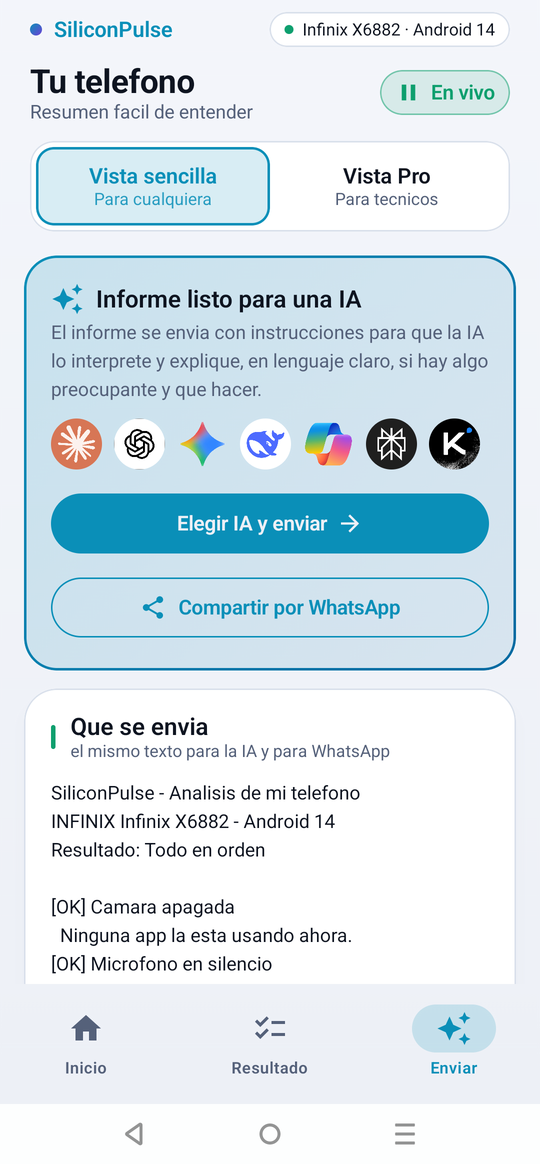 SiliconPulse
Infinix X6882 · Android 14
Tu telefono
Resumen facil de entender
En vivo
Vista sencilla
Para cualquiera
Vista Pro
Para tecnicos
Informe listo para una IA
El informe se envia con instrucciones para que la IA
lo interprete y explique, en lenguaje claro, si hay algo
preocupante y que hacer.
K
Elegir IA y enviar
Compartir por WhatsApp
Que se envia
el mismo texto para la IA y para WhatsApp
SiliconPulse - Analisis de mi telefono
INFINIX Infinix X6882 - Android 14
Resultado: Todo en orden
[OK] Camara apagada
Ninguna app la esta usando ahora.
[OK] Microfono en silencio
Inicio
Resultado
Enviar